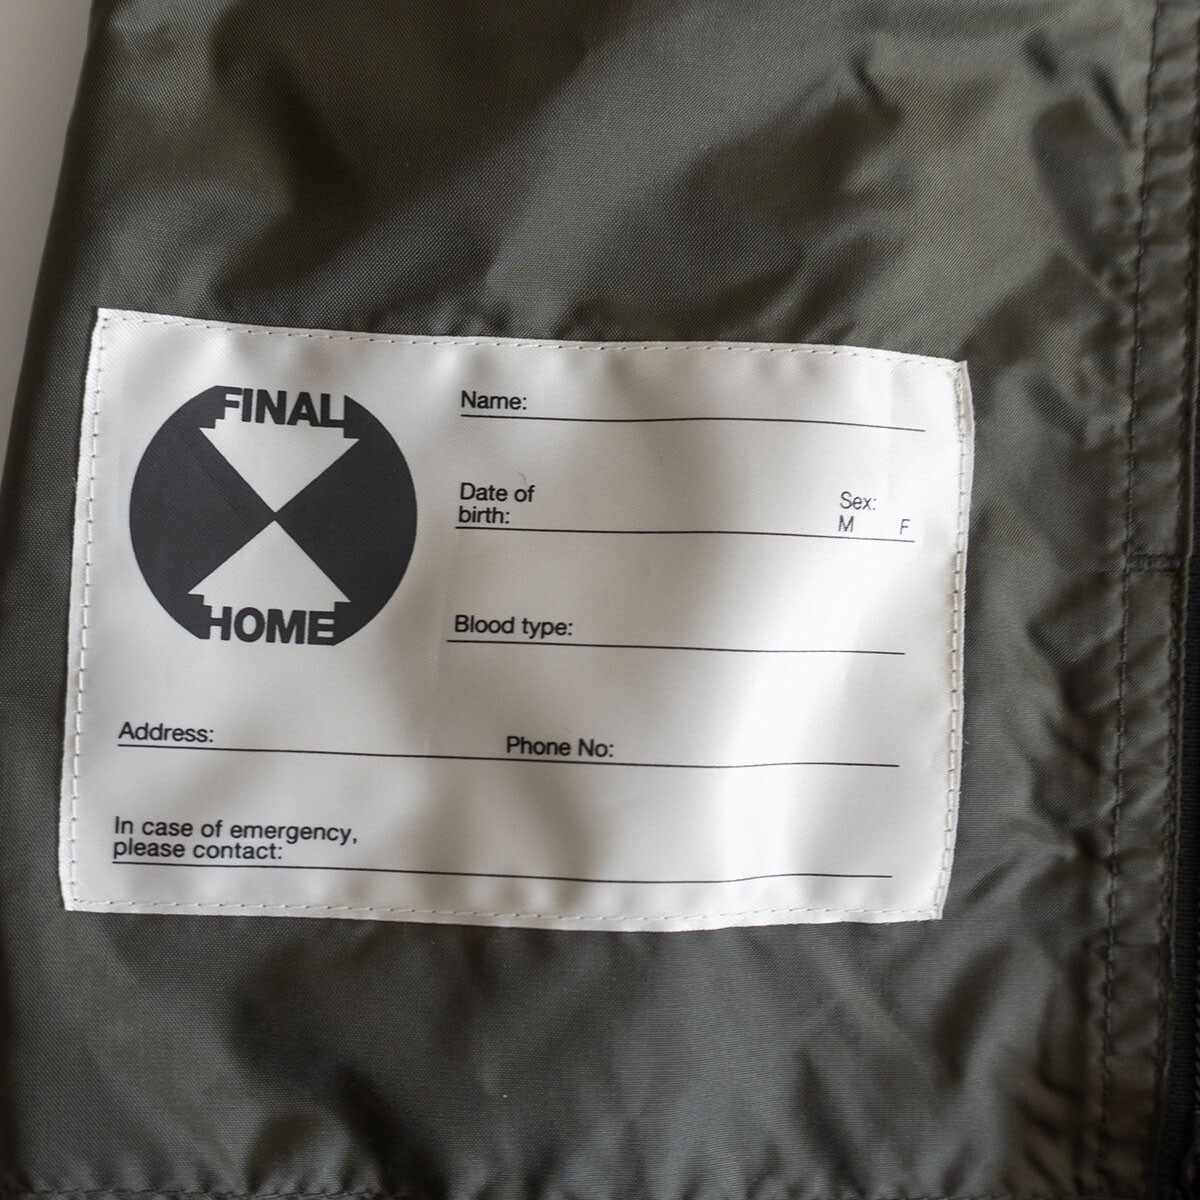 FINAL
HOME
Name:
Date of
birth:
Sex:
M F
Blood type:
Address:
Phone No:
In case of emergency,
please contact: